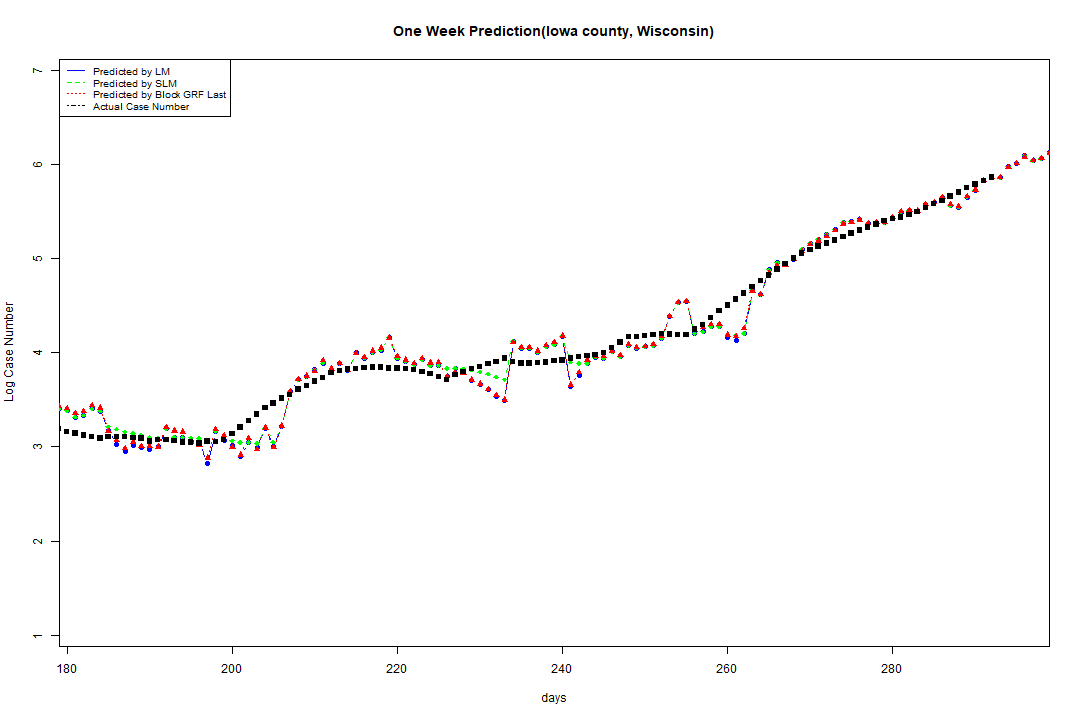 One Week Prediction(Iowa county, Wisconsin)
Predicted by LM
Predicted by SLM
Predicted by Block GRF Last
Actual Case Number
7
6
5
4
3
2
1
Log Case Number
180 200 220 240 260 280
days